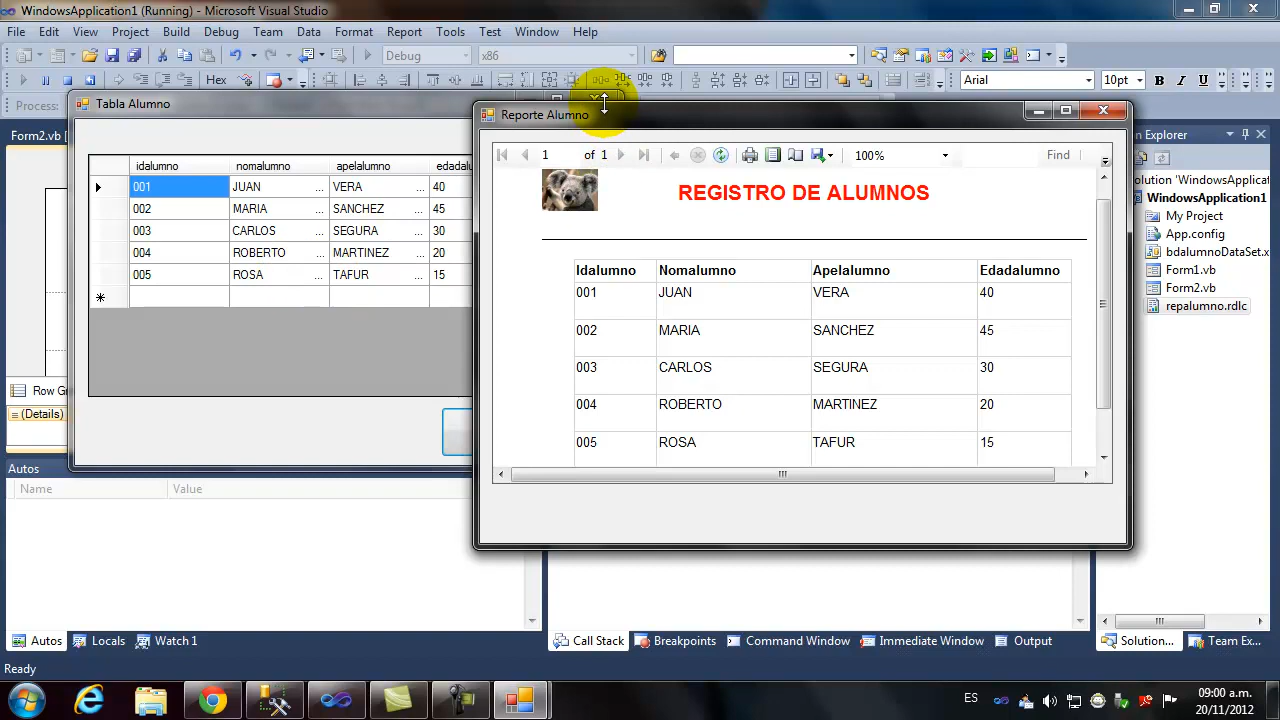 WindowsApplication1 (Running) - Microsoft Visual Studio
File Edit View Project Build Debug Team Data Format Report Tools Test Window Help
Debug x86
Hex Arial 10pt B I U
Process:
Form2.vb [
Row Gr
(Details)
Tabla Alumno
idalumno nomalumno apelalumno edadalu
001 JUAN ... VERA ... 40
002 MARIA ... SANCHEZ ... 45
003 CARLOS ... SEGURA ... 30
004 ROBERTO ... MARTINEZ ... 20
005 ROSA ... TAFUR ... 15
Reporte Alumno
1 of 1 100% Find
REGISTRO DE ALUMNOS
Idalumno Nomalumno Apelalumno Edadalumno
001 JUAN VERA 40
002 MARIA SANCHEZ 45
003 CARLOS SEGURA 30
004 ROBERTO MARTINEZ 20
005 ROSA TAFUR 15
n Explorer
olution 'WindowsApplicat
WindowsApplication1
My Project
App.config
bdalumnoDataSet.x
Form1.vb
Form2.vb
repalumno.rdlc
Autos
Name Value
Autos Locals Watch 1
Call Stack Breakpoints Command Window Immediate Window Output
Solution... Team Ex...
Ready
ES
09:00 a.m.
20/11/2012